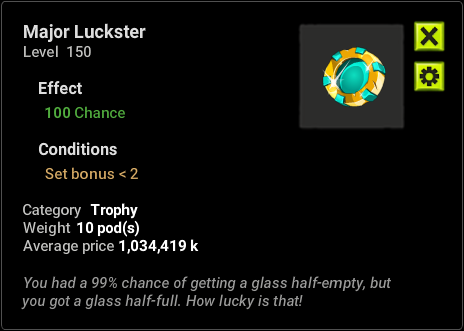 Major Luckster
Level 150
Effect
100 Chance
Conditions
Set bonus < 2
Category Trophy
Weight 10 pod(s)
Average price 1,034,419 k
You had a 99% chance of getting a glass half-empty, but
you got a glass half-full. How lucky is that!